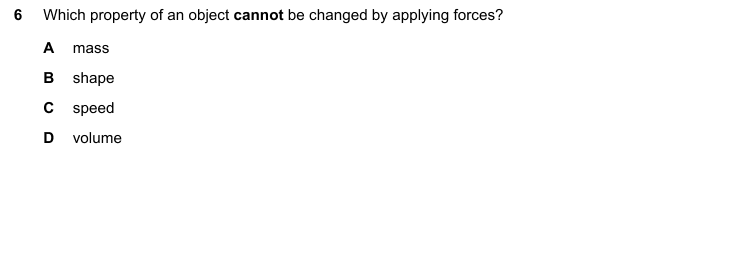 6 Which property of an object cannot be changed by applying forces?
A mass
B shape
C speed
D volume